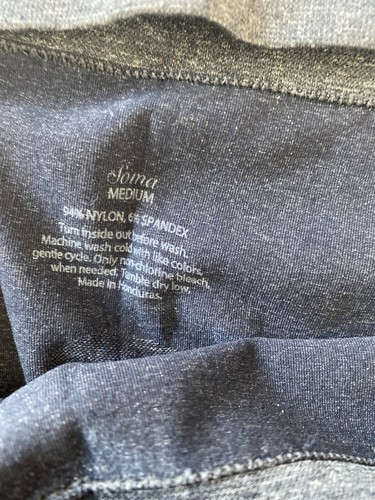 Soma
MEDIUM
94% NYLON, 6% SPANDEX
Turn inside out before wash.
Machine wash cold with like colors,
gentle cycle. Only non-chlorine bleach,
when needed. Tumble dry low.
Made in Honduras.